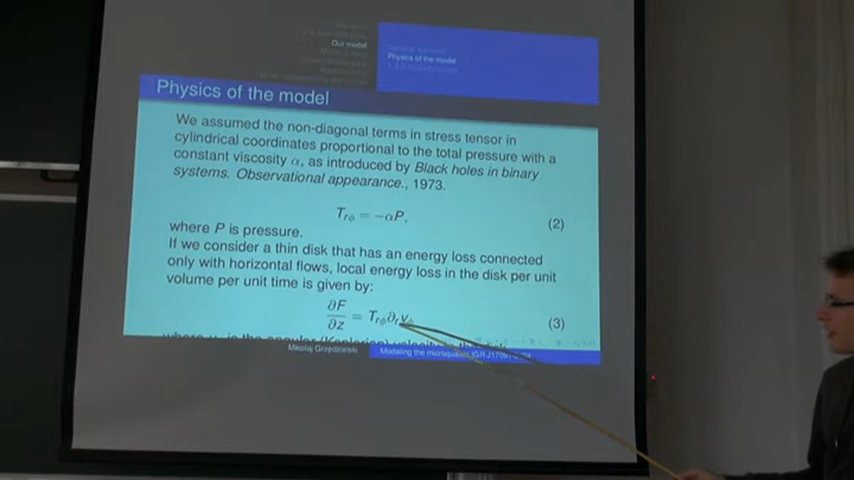 Our model
Physics of the model
Physics of the model
We assumed the non-diagonal terms in stress tensor in
cylindrical coordinates proportional to the total pressure with a
constant viscosity α, as introduced by Black holes in binary
systems. Observational appearance., 1973.
T_{rϕ} = −αP, (2)
where P is pressure.
If we consider a thin disk that has an energy loss connected
only with horizontal flows, local energy loss in the disk per unit
volume per unit time is given by:
∂F/∂z = T_{rϕ}∂_r v_ϕ (3)
Modeling the microquasar IGR